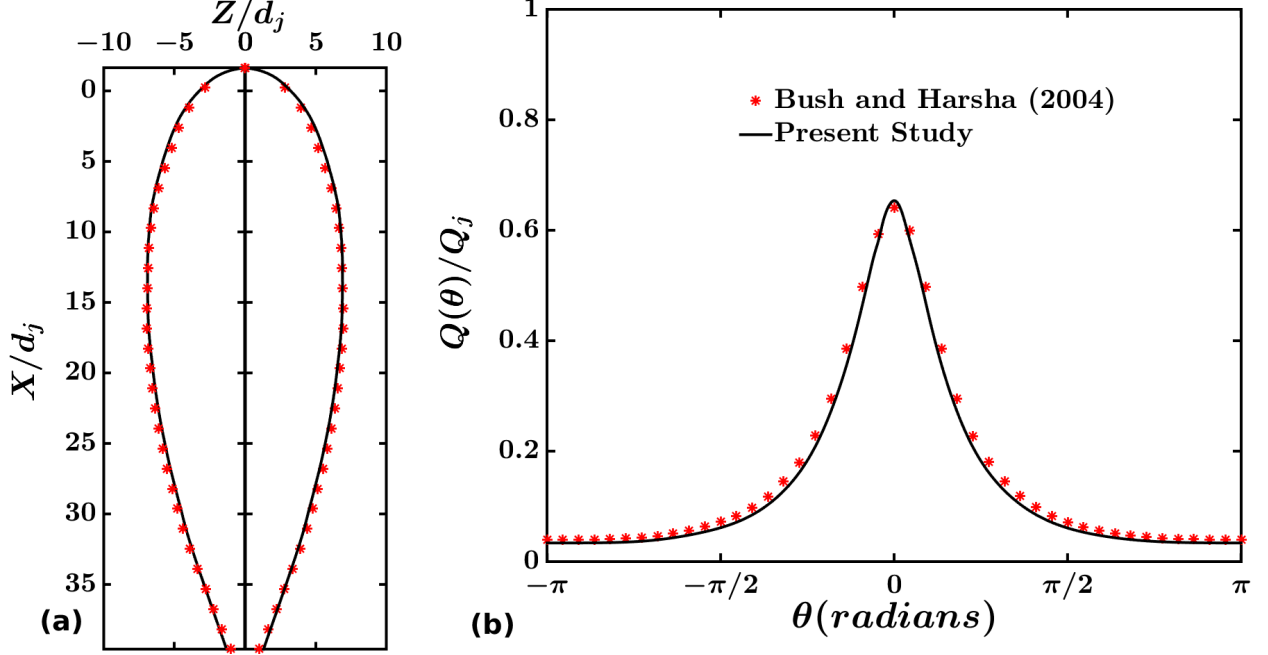 Z/d_j
−10 −5 0 5 10
0
5
10
15
20
25
30
35
X/d_j
(a)
1
0.8
0.6
0.4
0.2
0
Q(θ)/Q_j
Bush and Harsha (2004)
Present Study
−π −π/2 0 π/2 π
θ(radians)
(b)